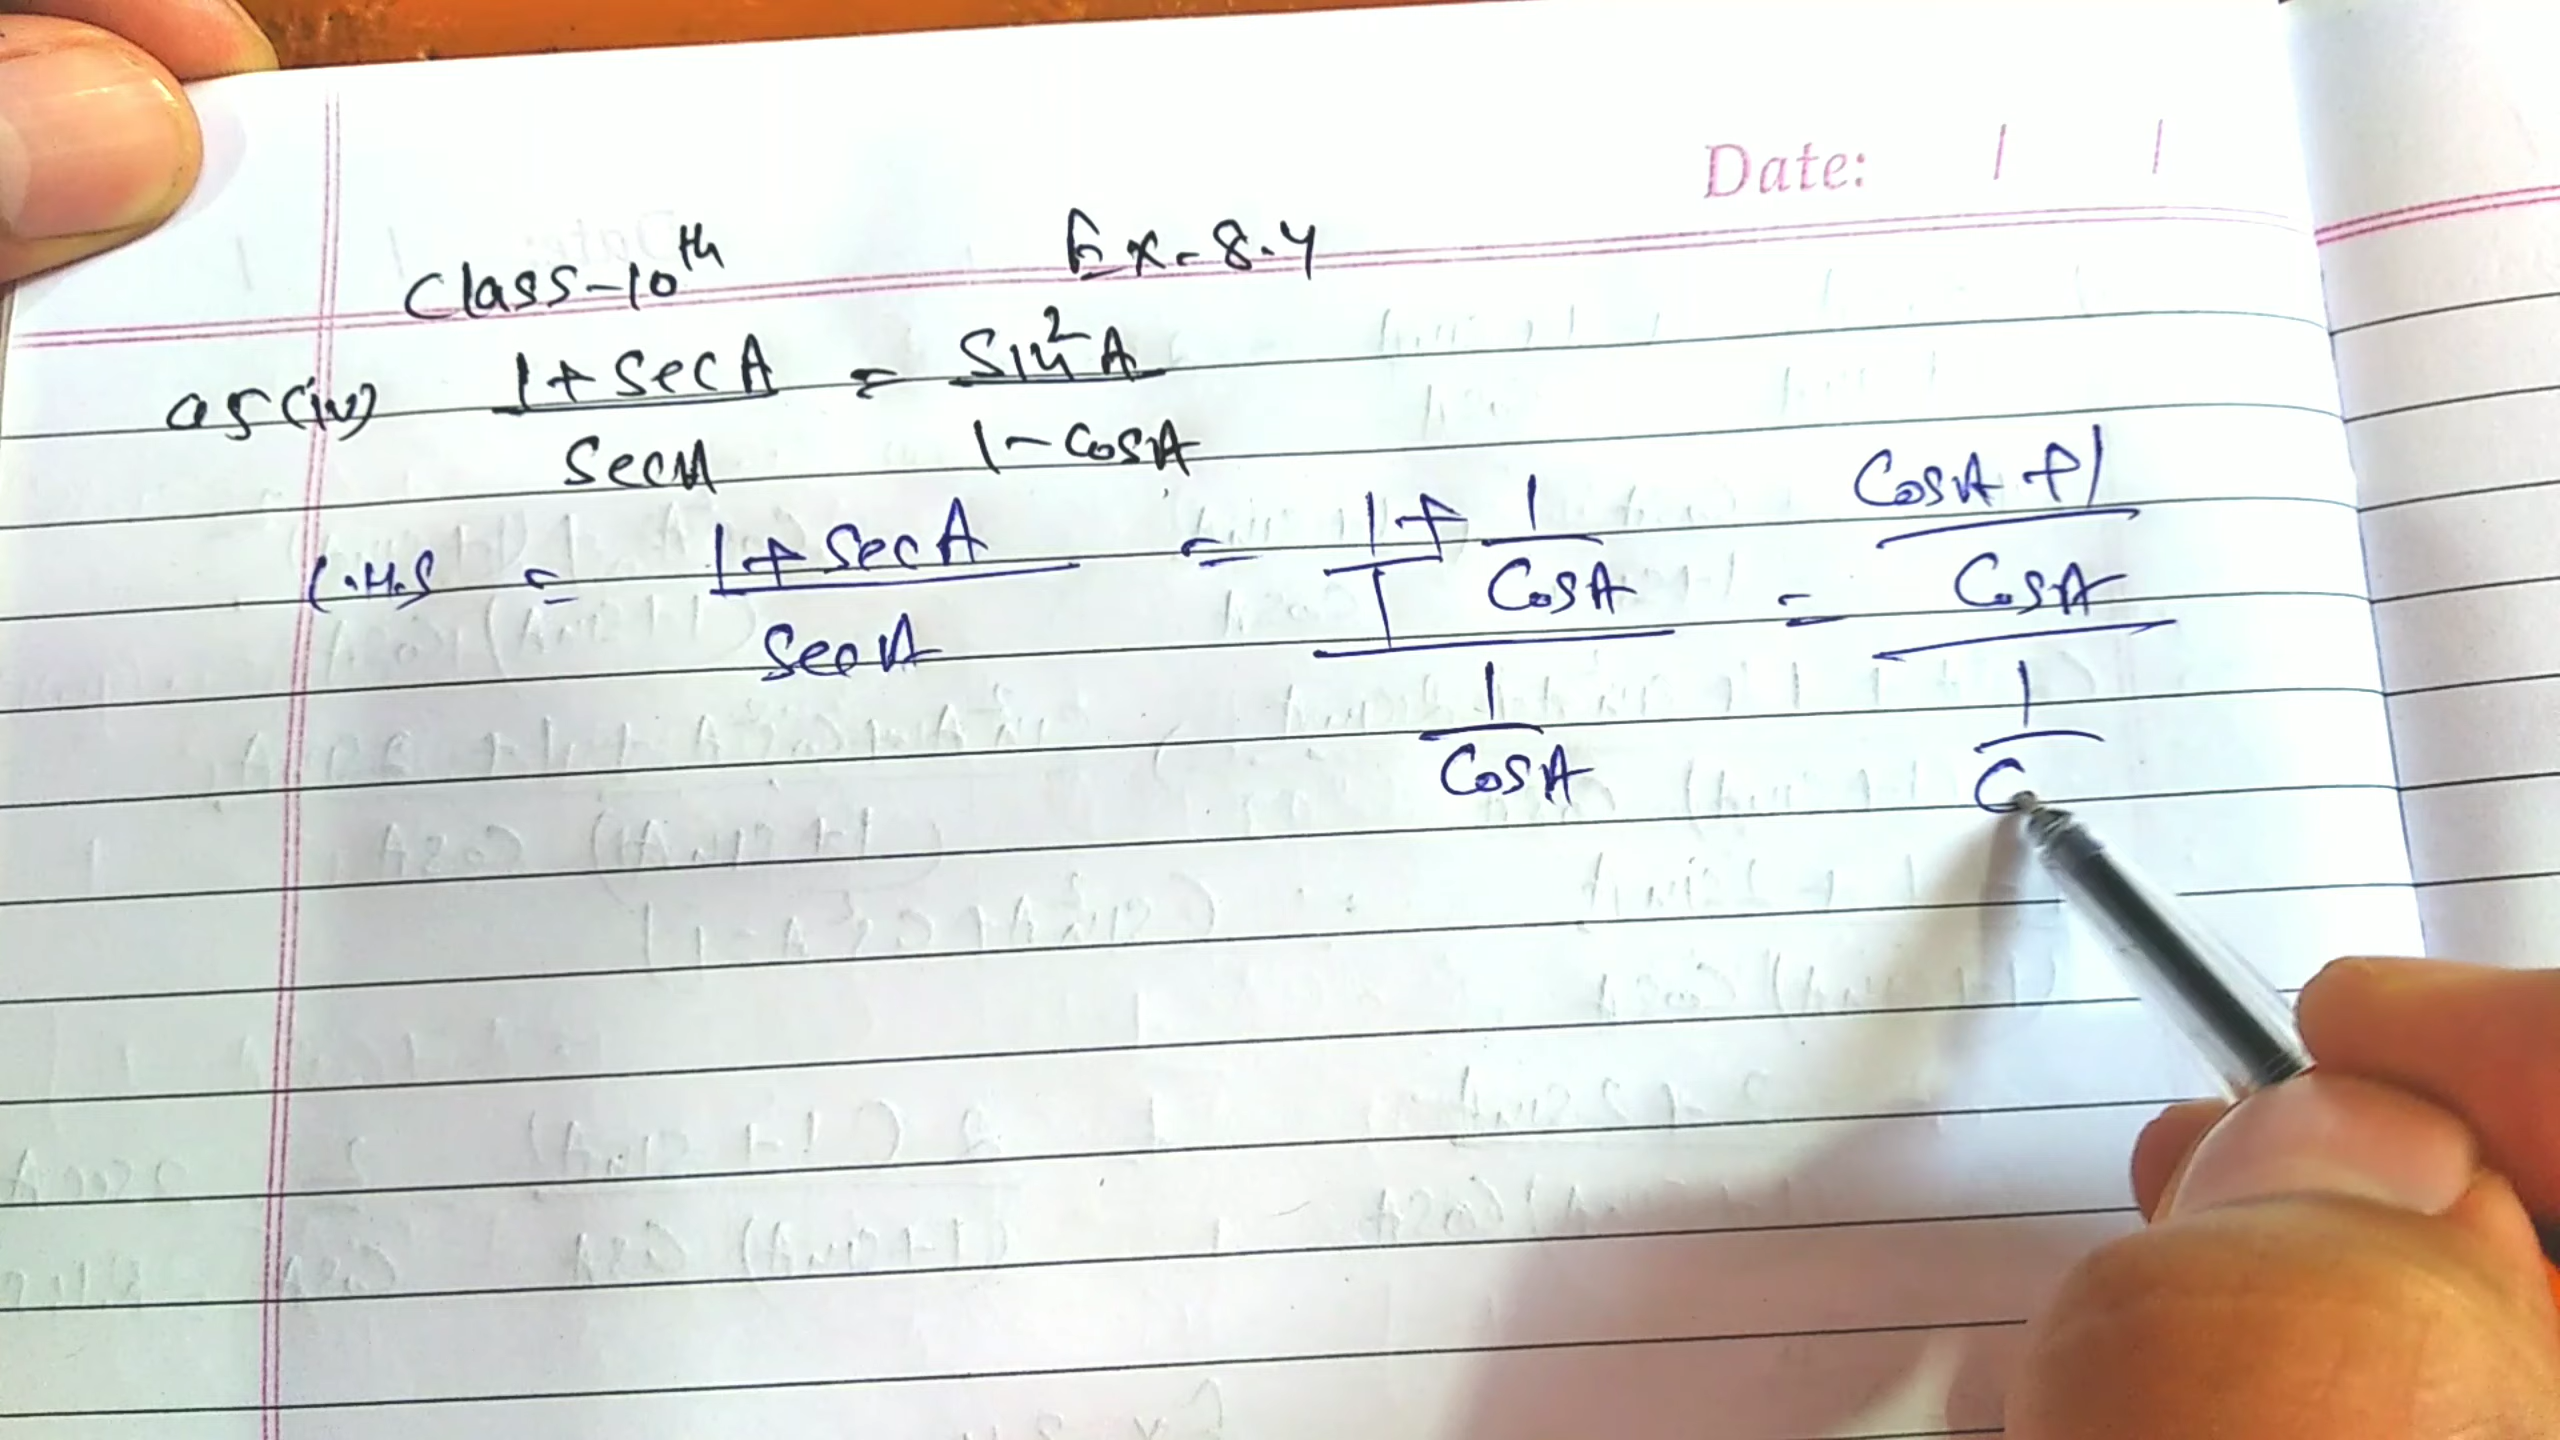 Date: / /
Class-10th Ex-8.4
Q5(iv) 1+SecA/SecA = Sin²A/1-CosA
L.H.S = 1+SecA/SecA = 1/1 + 1/CosA / 1/CosA = CosA+1/CosA / 1/C